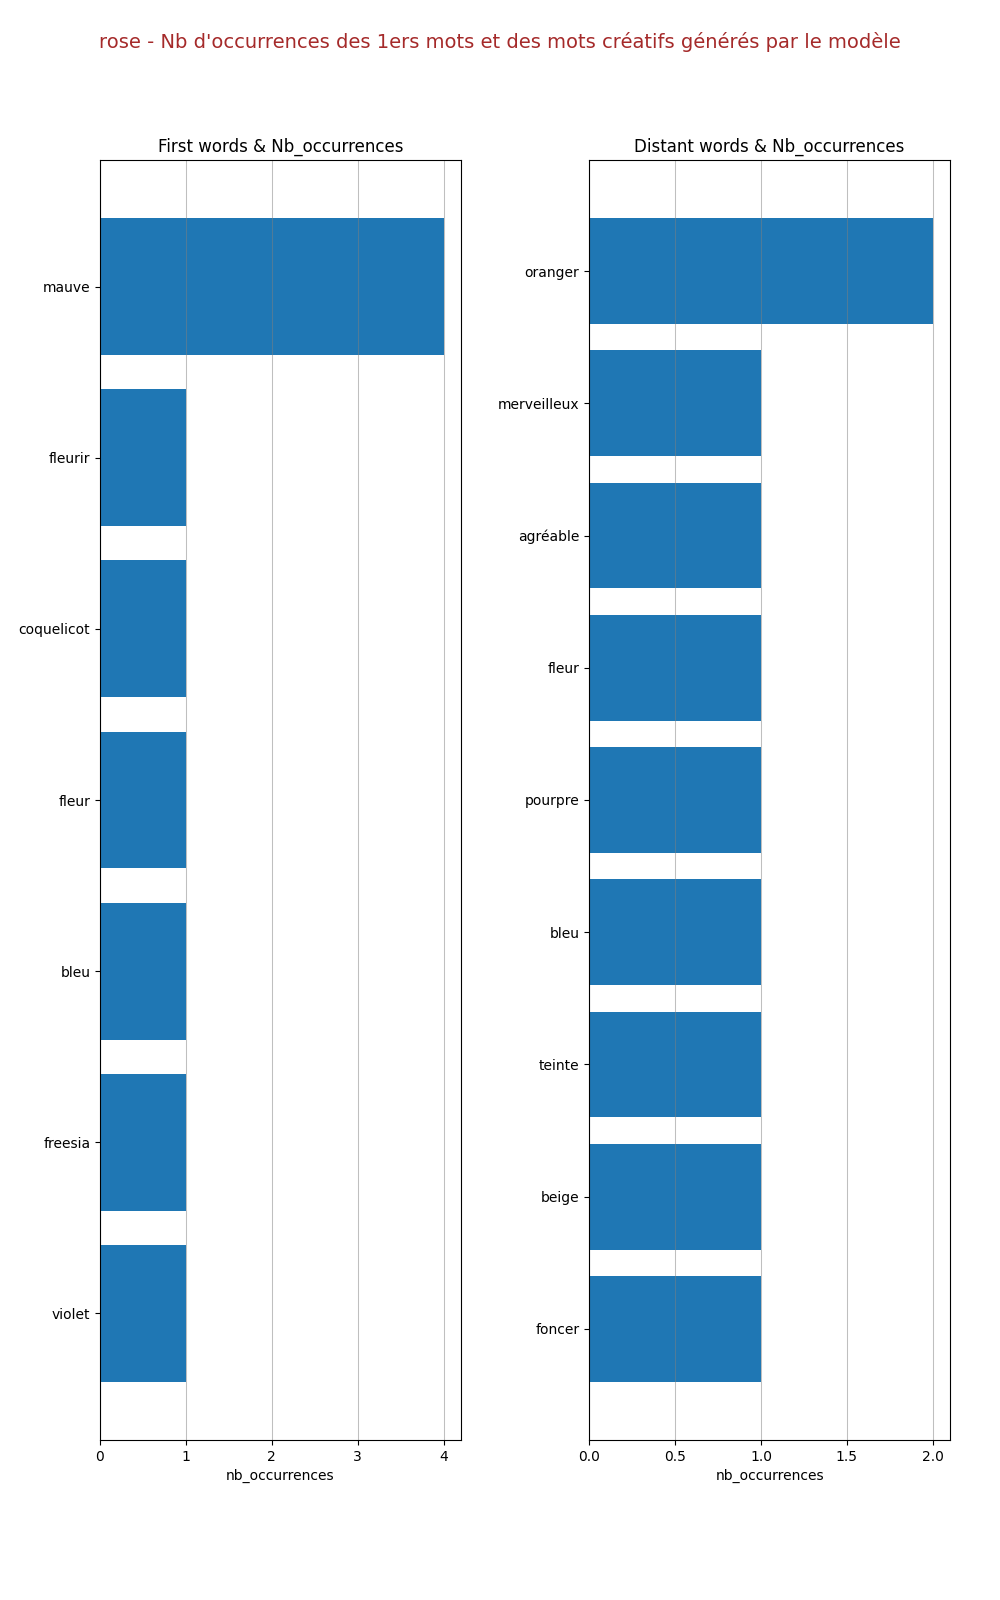 rose - Nb d'occurrences des 1ers mots et des mots créatifs générés par le modèle
First words & Nb_occurrences
mauve
fleurir
coquelicot
fleur
bleu
freesia
violet
0 1 2 3 4
nb_occurrences
Distant words & Nb_occurrences
oranger
merveilleux
agréable
fleur
pourpre
bleu
teinte
beige
foncer
0.0 0.5 1.0 1.5 2.0
nb_occurrences